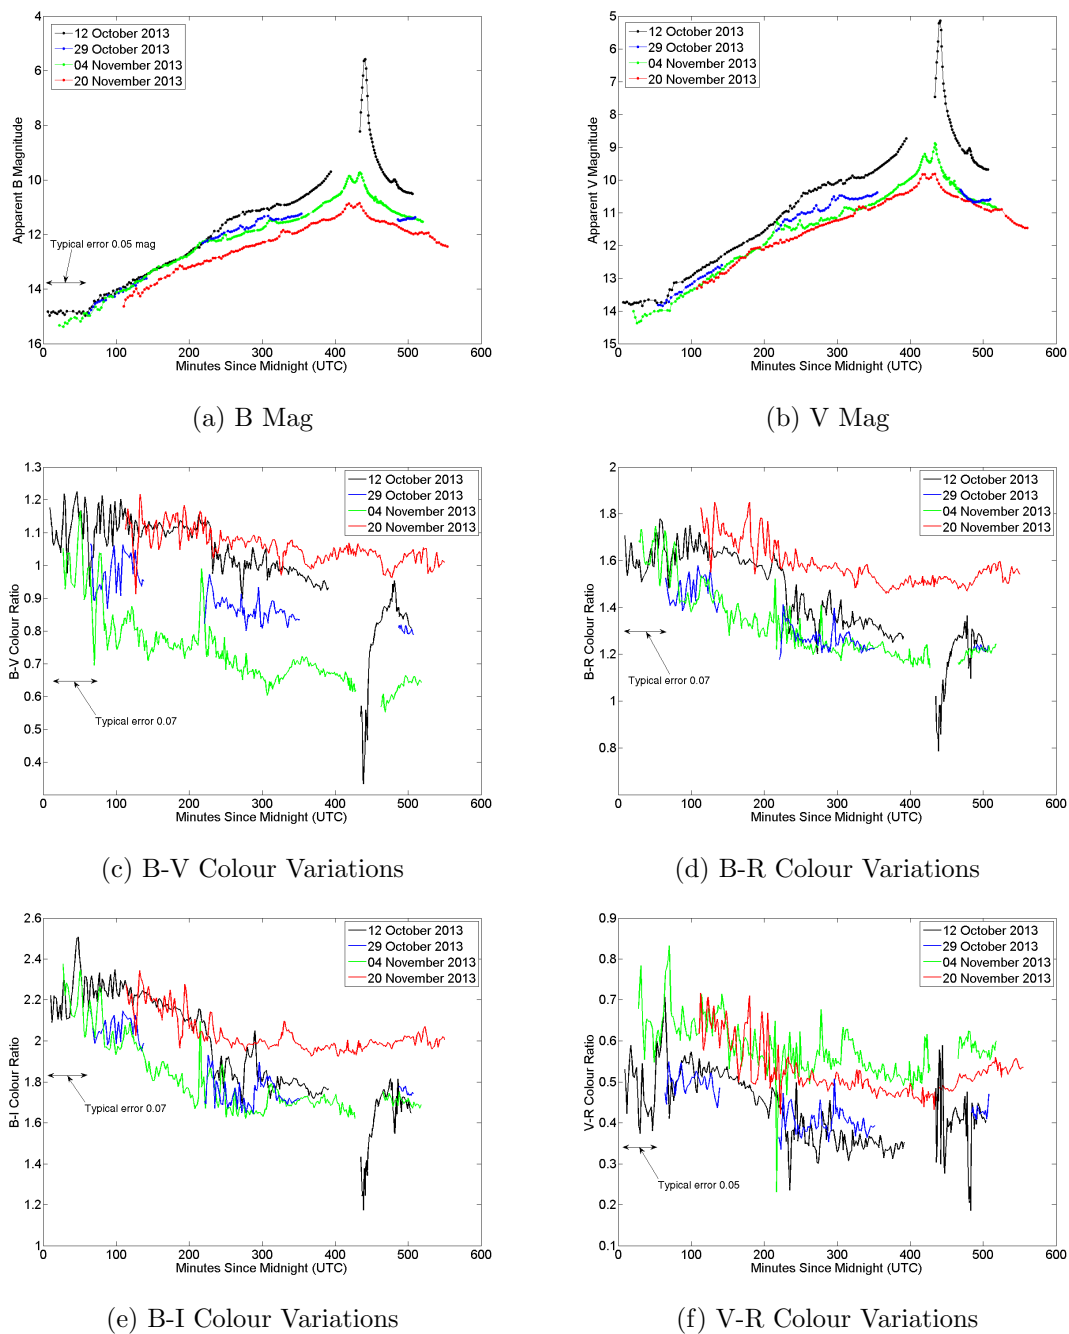 12 October 2013
29 October 2013
04 November 2013
20 November 2013
Typical error 0.05 mag
4
6
8
10
12
14
16
0 100 200 300 400 500 600
Apparent B Magnitude
Minutes Since Midnight (UTC)
(a) B Mag
12 October 2013
29 October 2013
04 November 2013
20 November 2013
5
6
7
8
9
10
11
12
13
14
15
0 100 200 300 400 500 600
Apparent V Magnitude
Minutes Since Midnight (UTC)
(b) V Mag
12 October 2013
29 October 2013
04 November 2013
20 November 2013
Typical error 0.07
1.3
1.2
1.1
1
0.9
0.8
0.7
0.6
0.5
0.4
0 100 200 300 400 500 600
B-V Colour Ratio
Minutes Since Midnight (UTC)
(c) B-V Colour Variations
12 October 2013
29 October 2013
04 November 2013
20 November 2013
Typical error 0.07
2
1.8
1.6
1.4
1.2
1
0.8
0 100 200 300 400 500 600
B-R Colour Ratio
Minutes Since Midnight (UTC)
(d) B-R Colour Variations
12 October 2013
29 October 2013
04 November 2013
20 November 2013
Typical error 0.07
2.6
2.4
2.2
2
1.8
1.6
1.4
1.2
1
0 100 200 300 400 500 600
B-I Colour Ratio
Minutes Since Midnight (UTC)
(e) B-I Colour Variations
12 October 2013
29 October 2013
04 November 2013
20 November 2013
Typical error 0.05
0.9
0.8
0.7
0.6
0.5
0.4
0.3
0.2
0.1
0 100 200 300 400 500 600
V-R Colour Ratio
Minutes Since Midnight (UTC)
(f) V-R Colour Variations